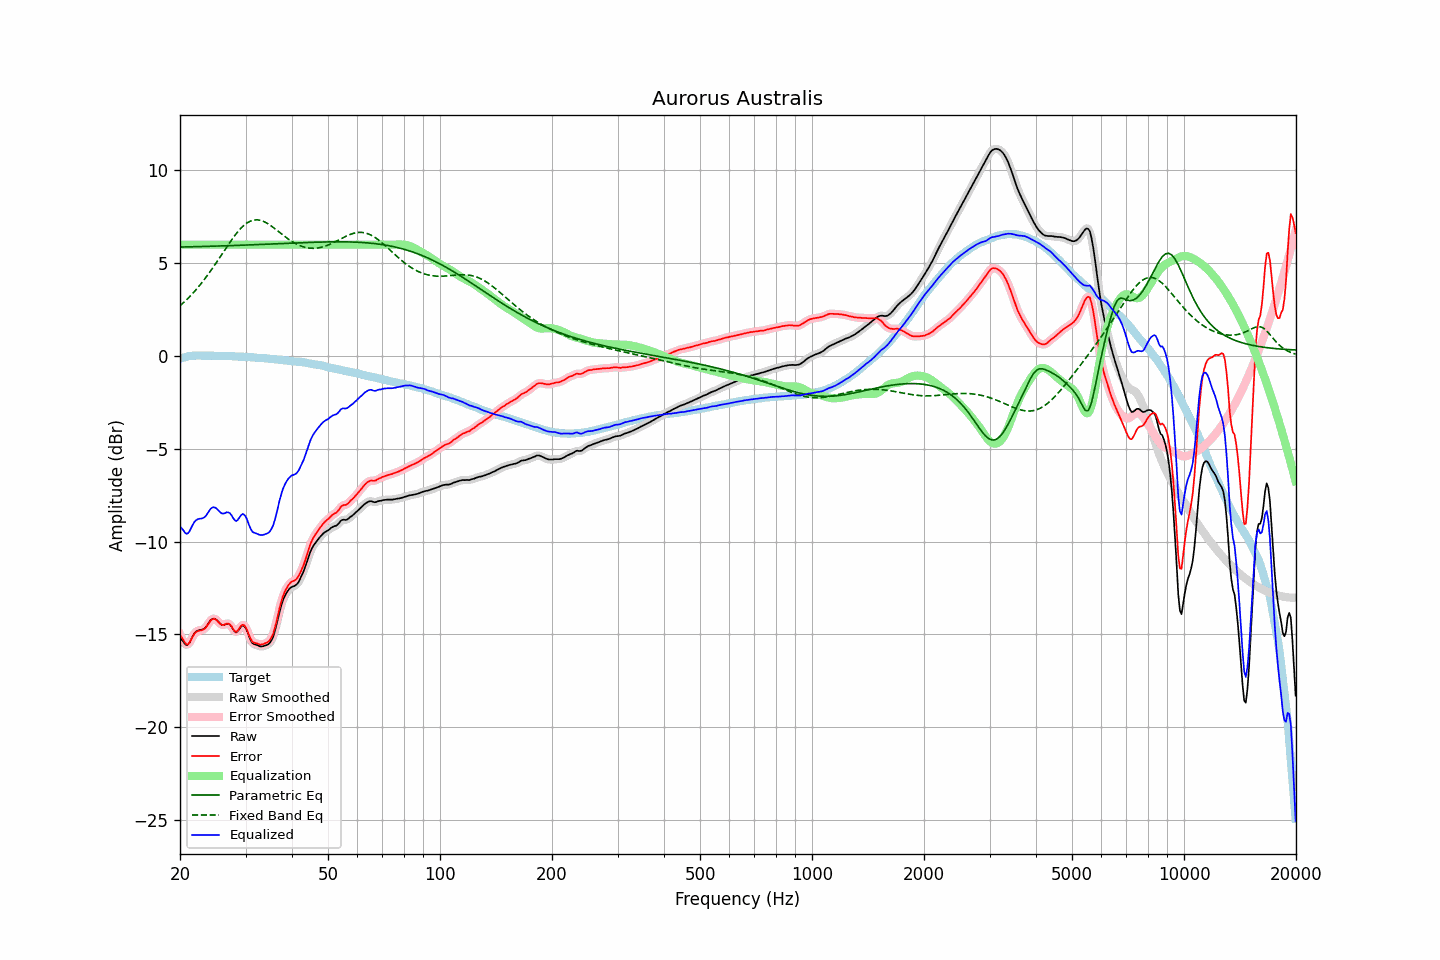 Aurorus Australis
Amplitude (dBr)
10
5
0
−5
−10
−15
−20
−25
Target
Raw Smoothed
Error Smoothed
Raw
Error
Equalization
Parametric Eq
Fixed Band Eq
Equalized
20 50 100 200 500 1000 2000 5000 10000 20000
Frequency (Hz)